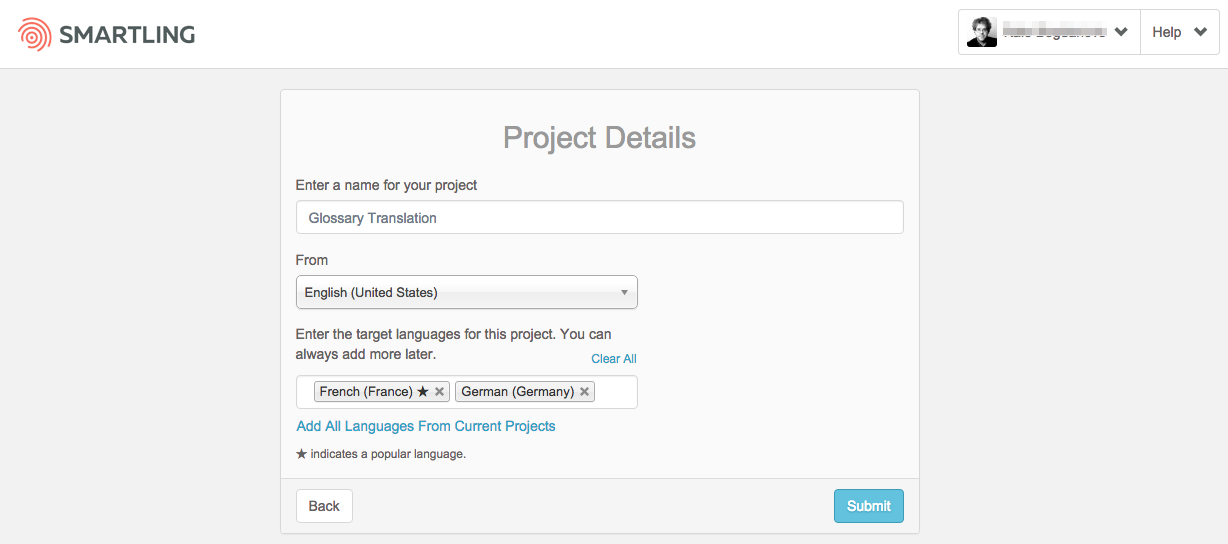 SMARTLING
Help
Project Details
Enter a name for your project
Glossary Translation
From
English (United States)
Enter the target languages for this project. You can
always add more later.
Clear All
French (France) ★ ×
German (Germany) ×
Add All Languages From Current Projects
★ indicates a popular language.
Back
Submit